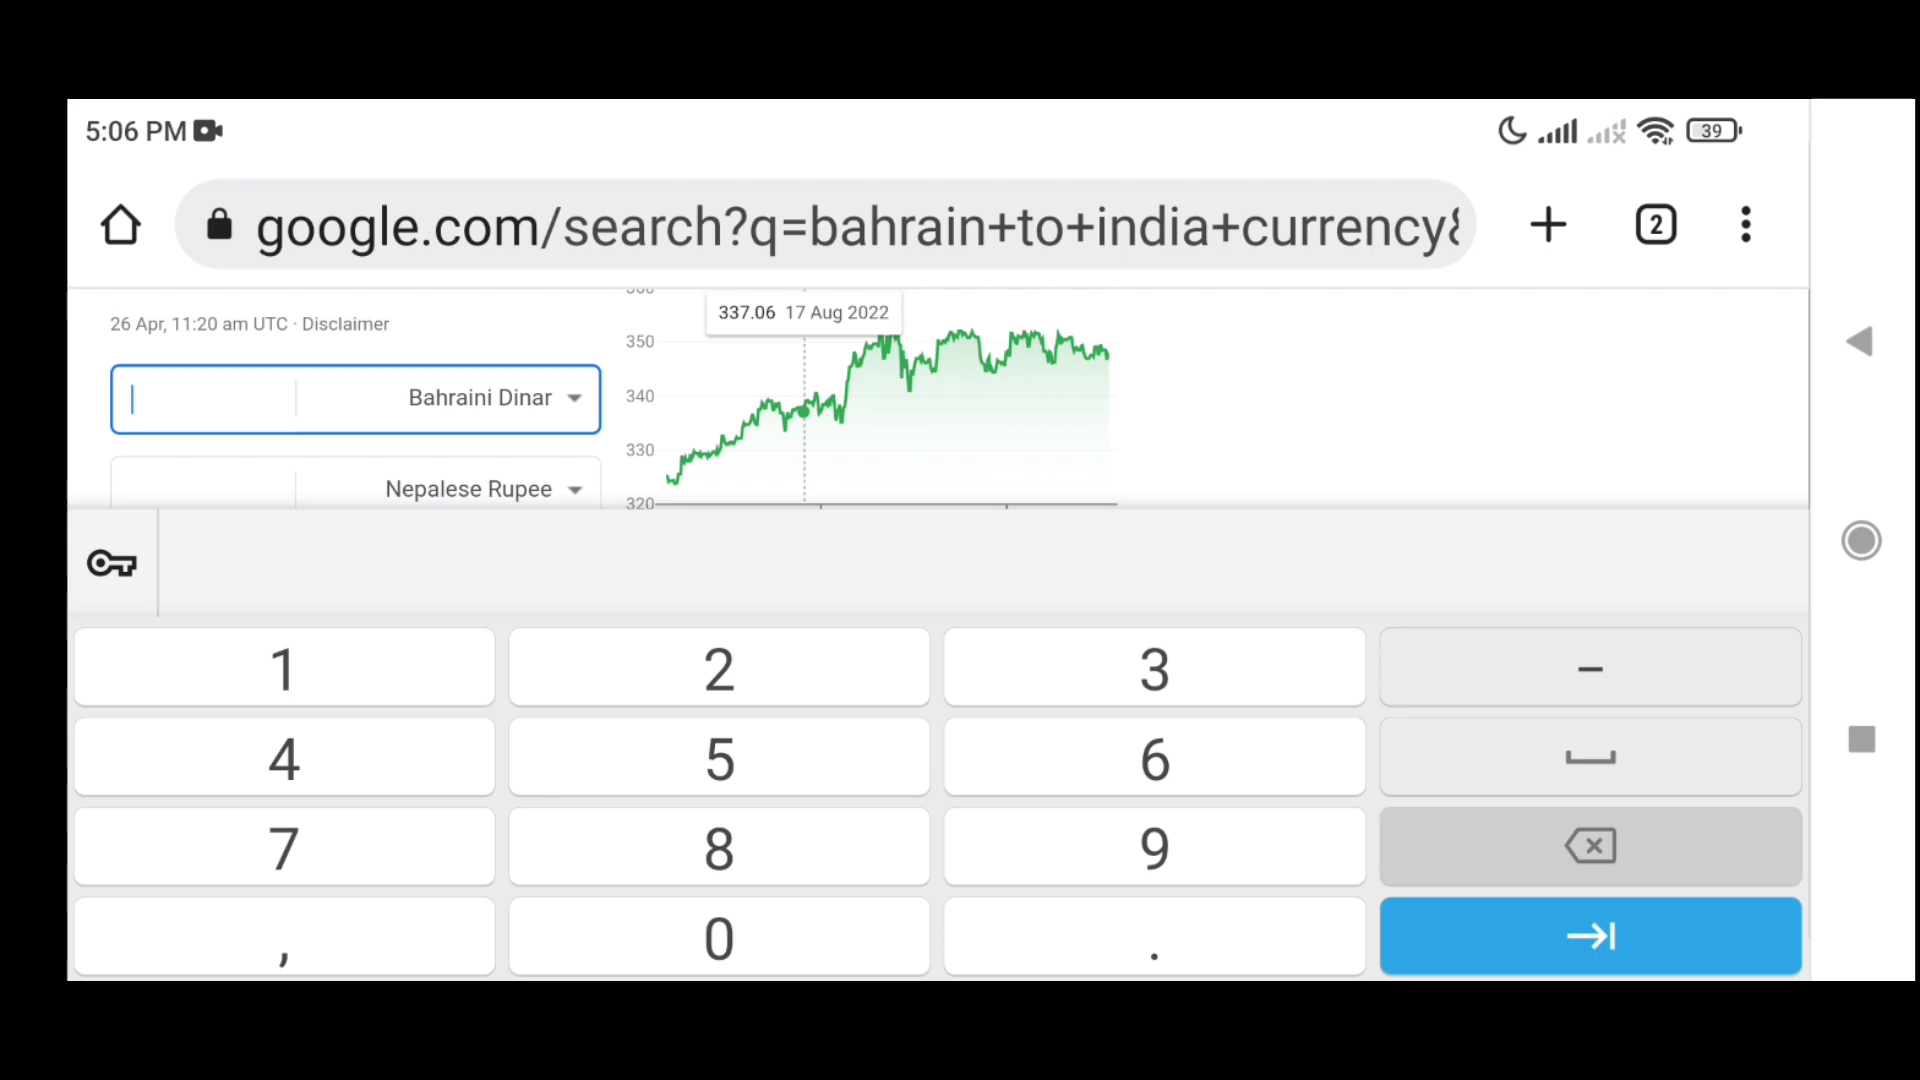 5:06 PM
39
google.com/search?q=bahrain+to+india+currency
2
26 Apr, 11:20 am UTC · Disclaimer
337.06 17 Aug 2022
350
Bahraini Dinar
340
330
Nepalese Rupee
320
1 2 3 -
4 5 6
7 8 9
, 0 .